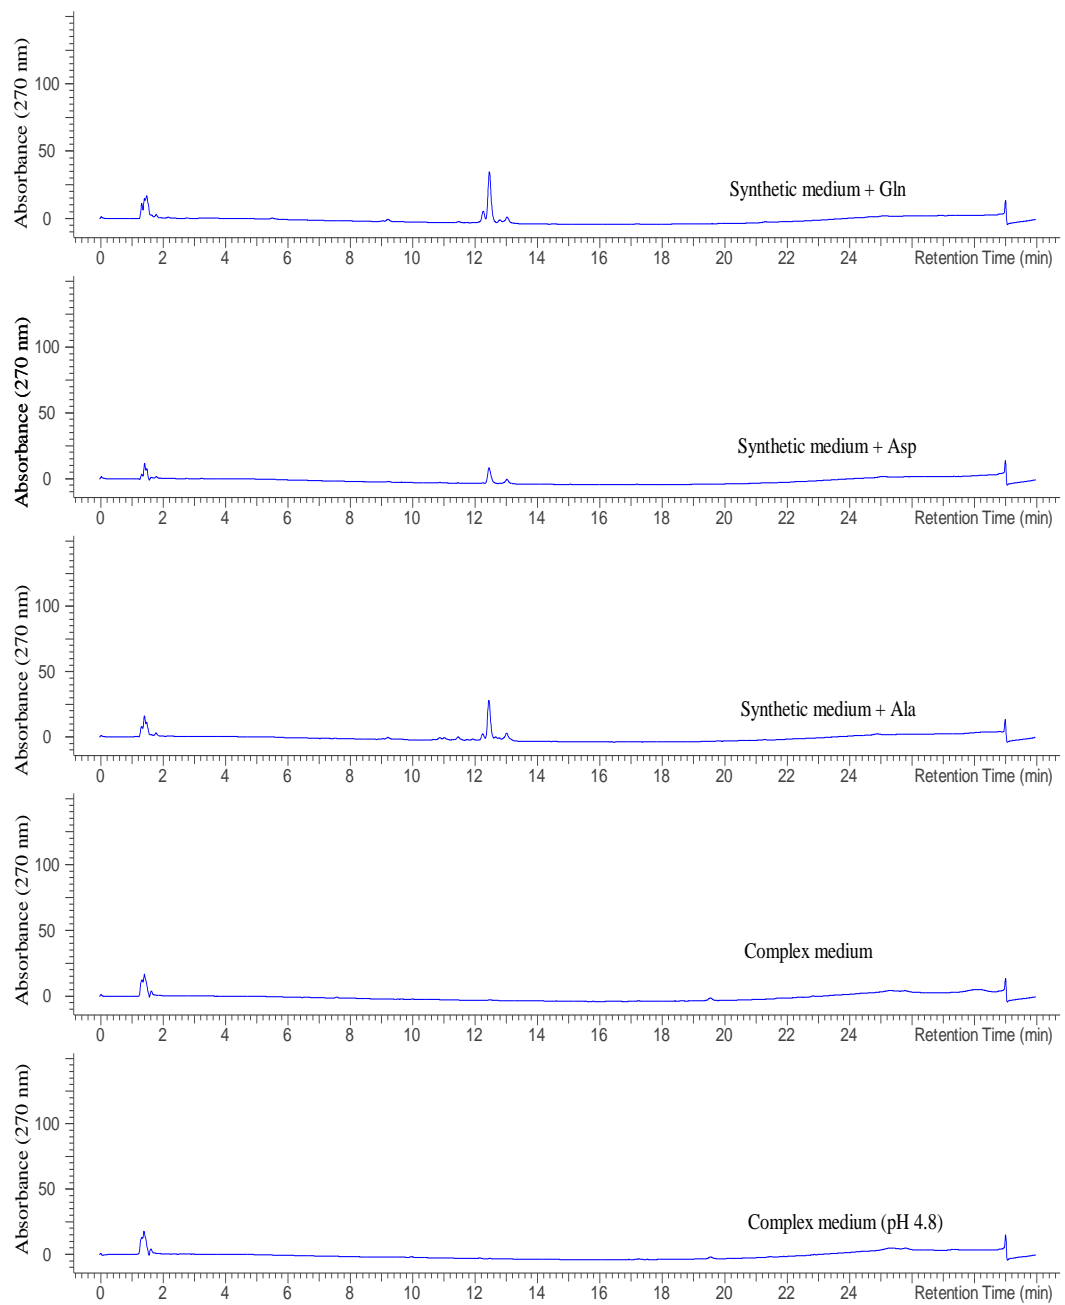 Absorbance (270 nm)
100
50
0
Synthetic medium + Gln
0 2 4 6 8 10 12 14 16 18 20 22 24 Retention Time (min)
Absorbance (270 nm)
100
50
0
Synthetic medium + Asp
0 2 4 6 8 10 12 14 16 18 20 22 24 Retention Time (min)
Absorbance (270 nm)
100
50
0
Synthetic medium + Ala
0 2 4 6 8 10 12 14 16 18 20 22 24 Retention Time (min)
Absorbance (270 nm)
100
50
0
Complex medium
0 2 4 6 8 10 12 14 16 18 20 22 24 Retention Time (min)
Absorbance (270 nm)
100
50
0
Complex medium (pH 4.8)
0 2 4 6 8 10 12 14 16 18 20 22 24 Retention Time (min)